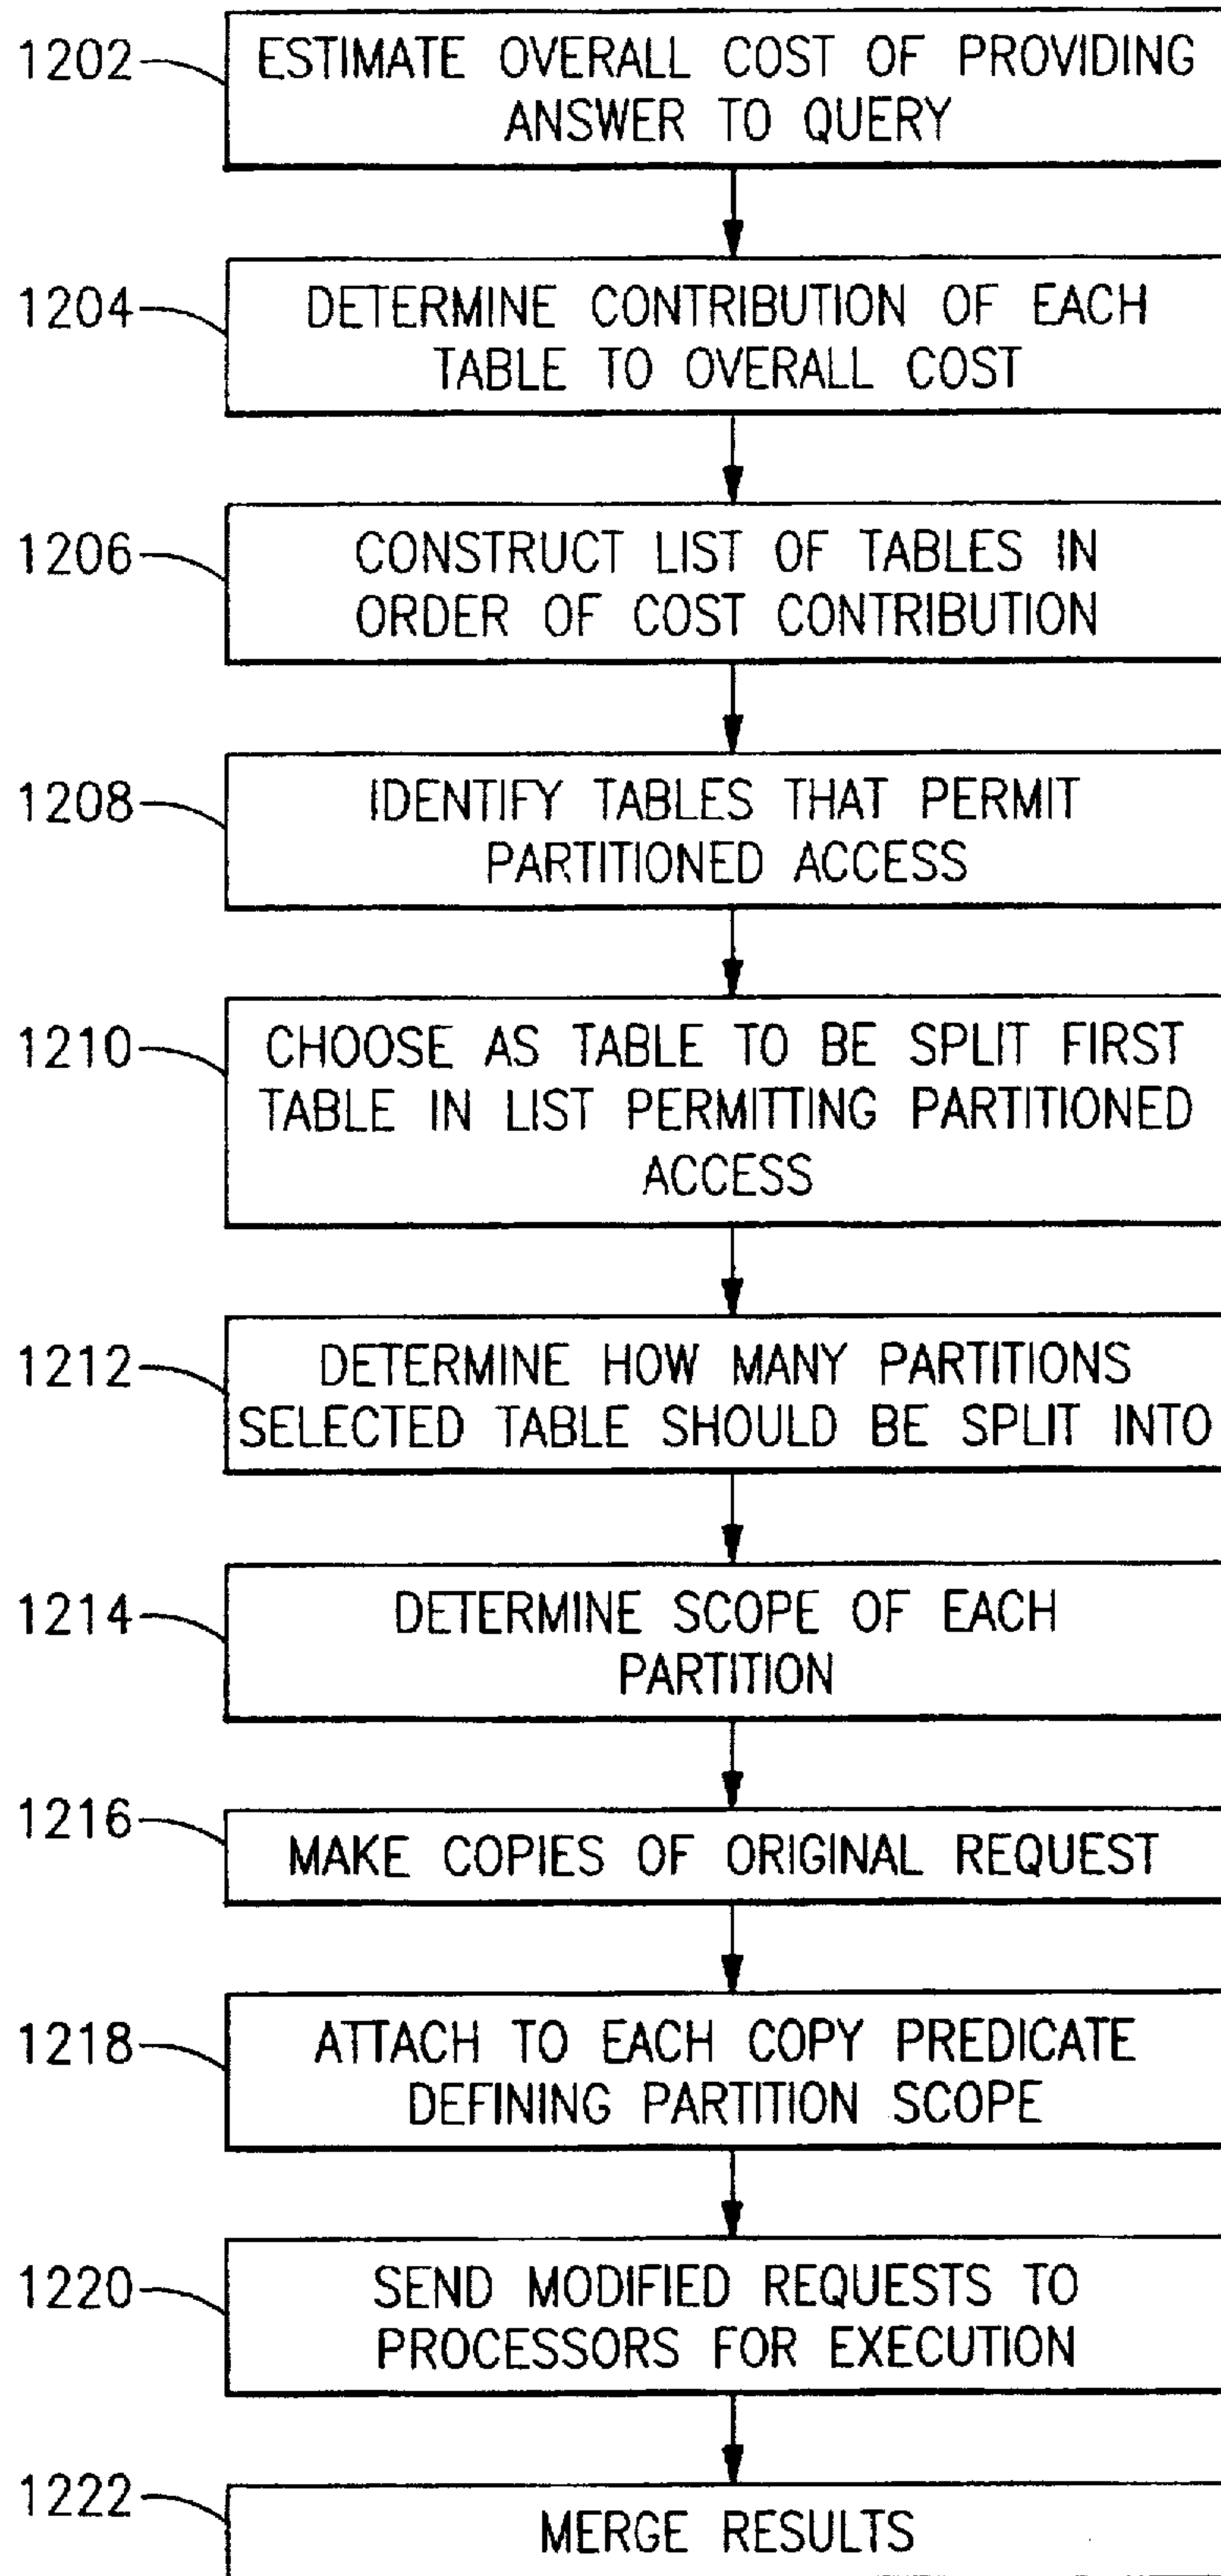 1202
ESTIMATE OVERALL COST OF PROVIDING
ANSWER TO QUERY
1204
DETERMINE CONTRIBUTION OF EACH
TABLE TO OVERALL COST
1206
CONSTRUCT LIST OF TABLES IN
ORDER OF COST CONTRIBUTION
1208
IDENTIFY TABLES THAT PERMIT
PARTITIONED ACCESS
1210
CHOOSE AS TABLE TO BE SPLIT FIRST
TABLE IN LIST PERMITTING PARTITIONED
ACCESS
1212
DETERMINE HOW MANY PARTITIONS
SELECTED TABLE SHOULD BE SPLIT INTO
1214
DETERMINE SCOPE OF EACH
PARTITION
1216
MAKE COPIES OF ORIGINAL REQUEST
1218
ATTACH TO EACH COPY PREDICATE
DEFINING PARTITION SCOPE
1220
SEND MODIFIED REQUESTS TO
PROCESSORS FOR EXECUTION
1222
MERGE RESULTS